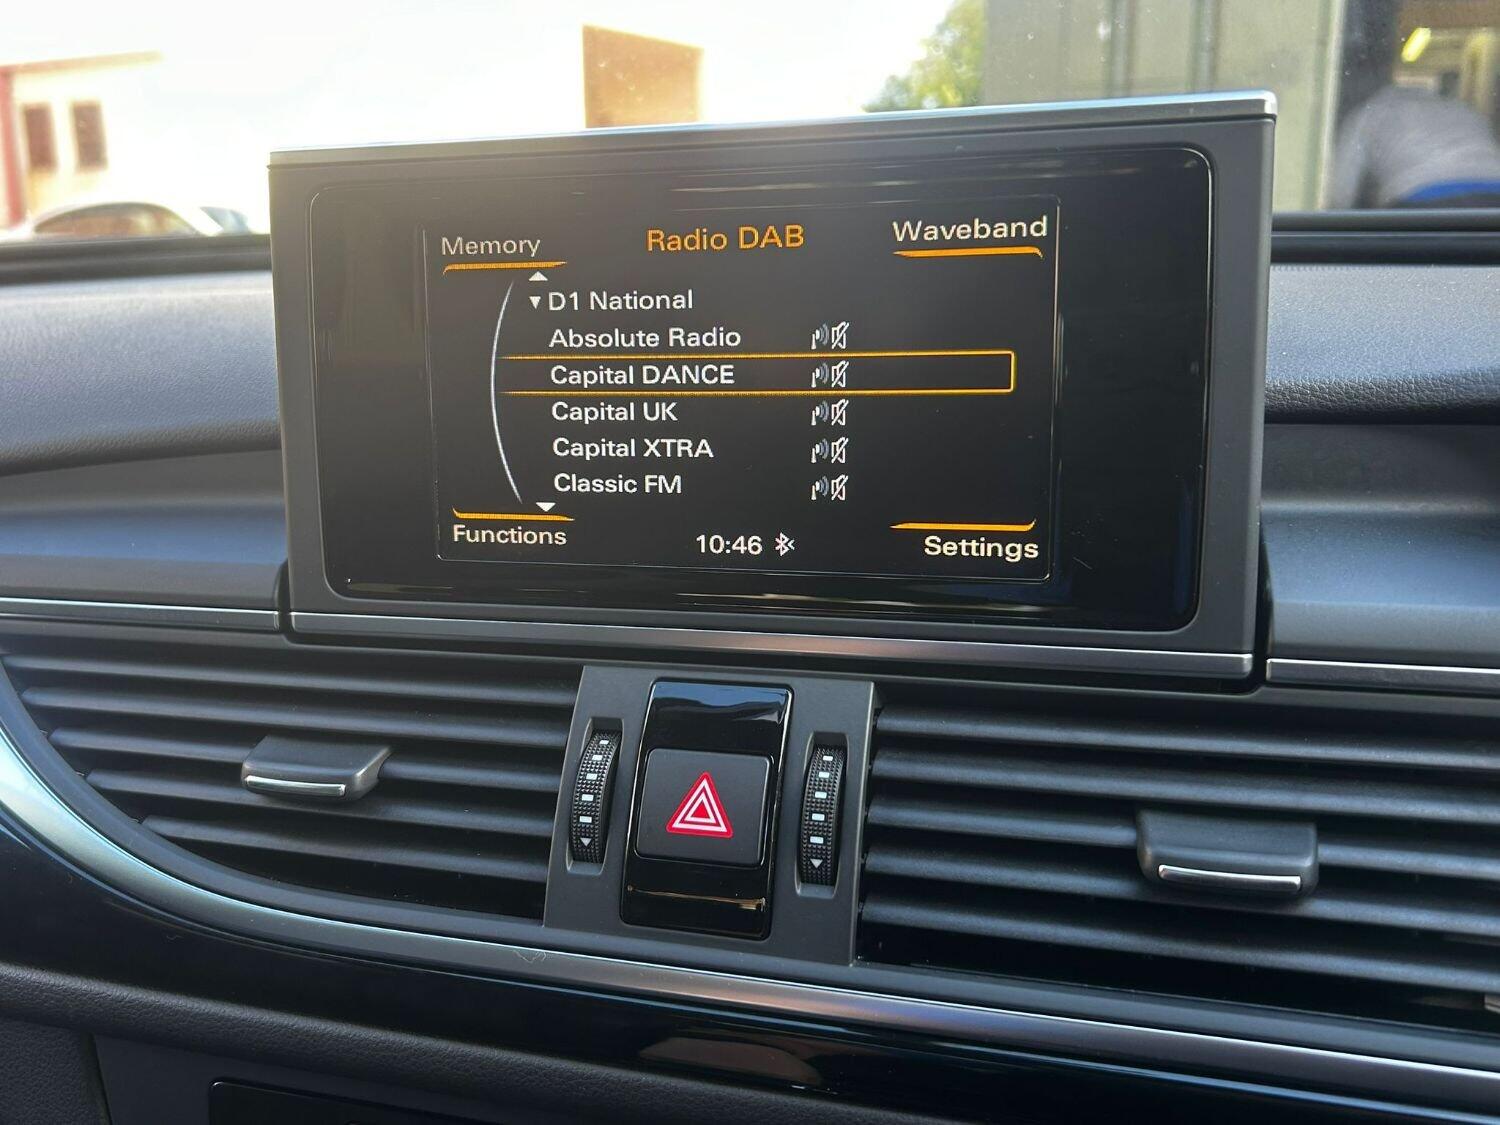 Memory
Radio DAB
Waveband
D1 National
Absolute Radio
Capital DANCE
Capital UK
Capital XTRA
Classic FM
Functions
10:46
Settings